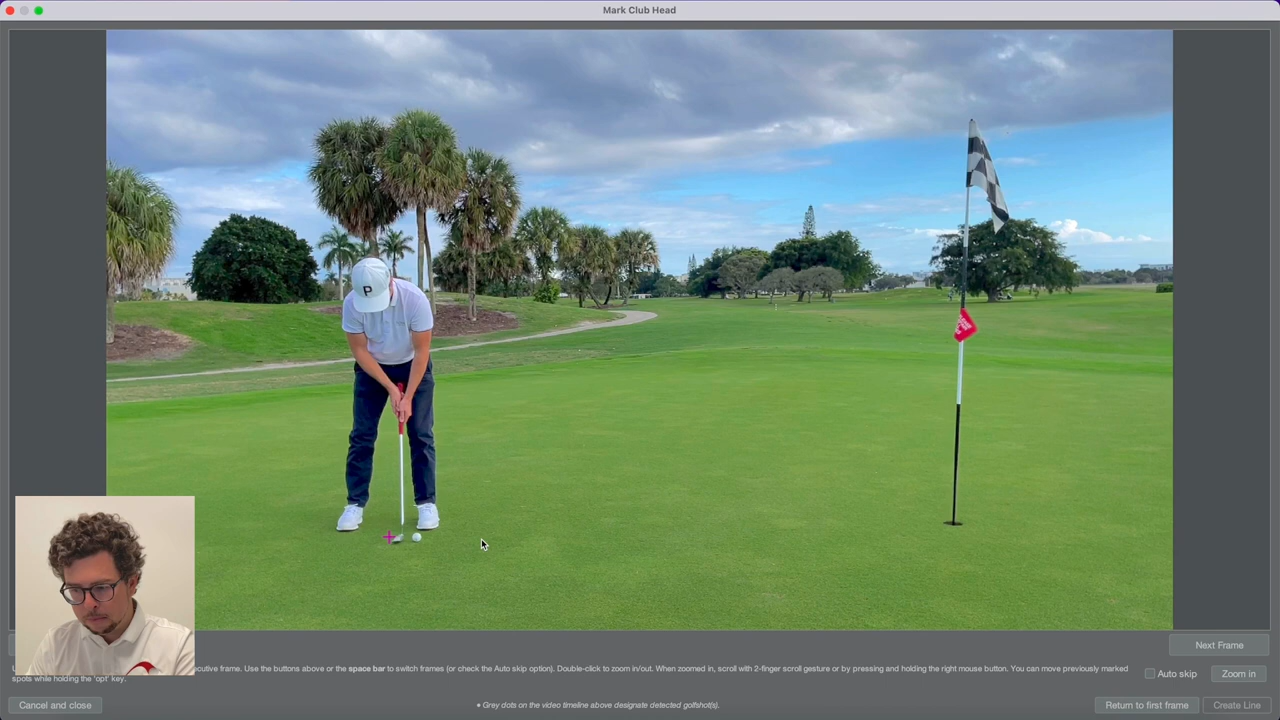 Mark Club Head
P
Next Frame
cutive frame. Use the buttons above or the space bar to switch frames (or check the Auto skip option). Double-click to zoom in/out. When zoomed in, scroll with 2-finger scroll gesture or by pressing and holding the right mouse button. You can move previously marked
spots while holding the 'opt' key.
Auto skip
Zoom in
Cancel and close
• Grey dots on the video timeline above designate detected golfshot(s).
Return to first frame
Create Line